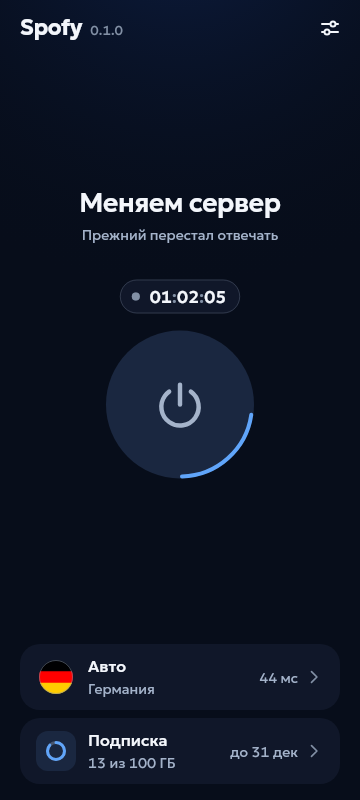 Spofy 0.1.0
Меняем сервер
Прежний перестал отвечать
01:02:05
Авто
Германия
44 мс
Подписка
13 из 100 ГБ
до 31 дек